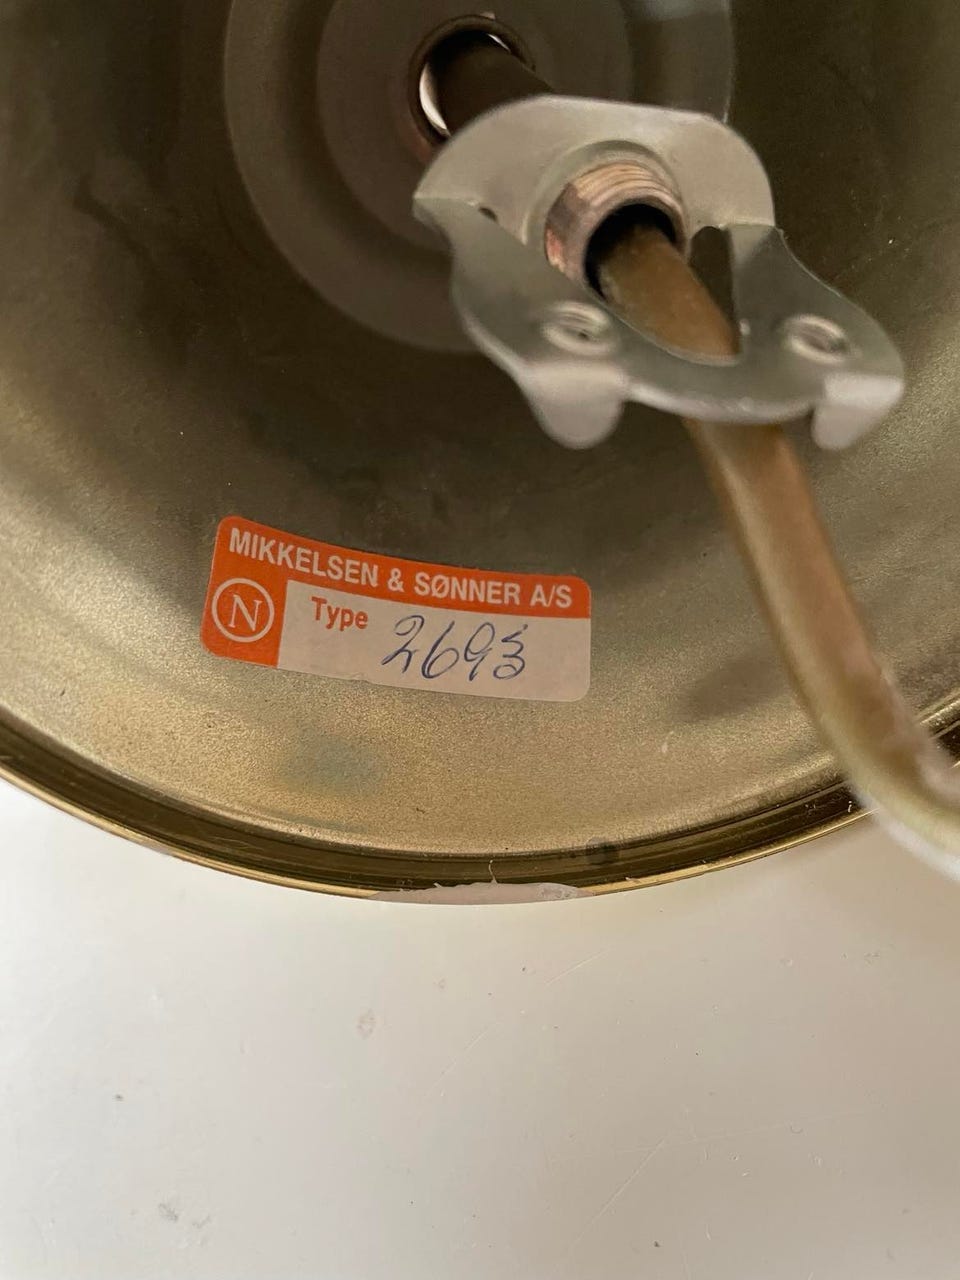 MIKKELSEN & SØNNER A/S
N Type 2693